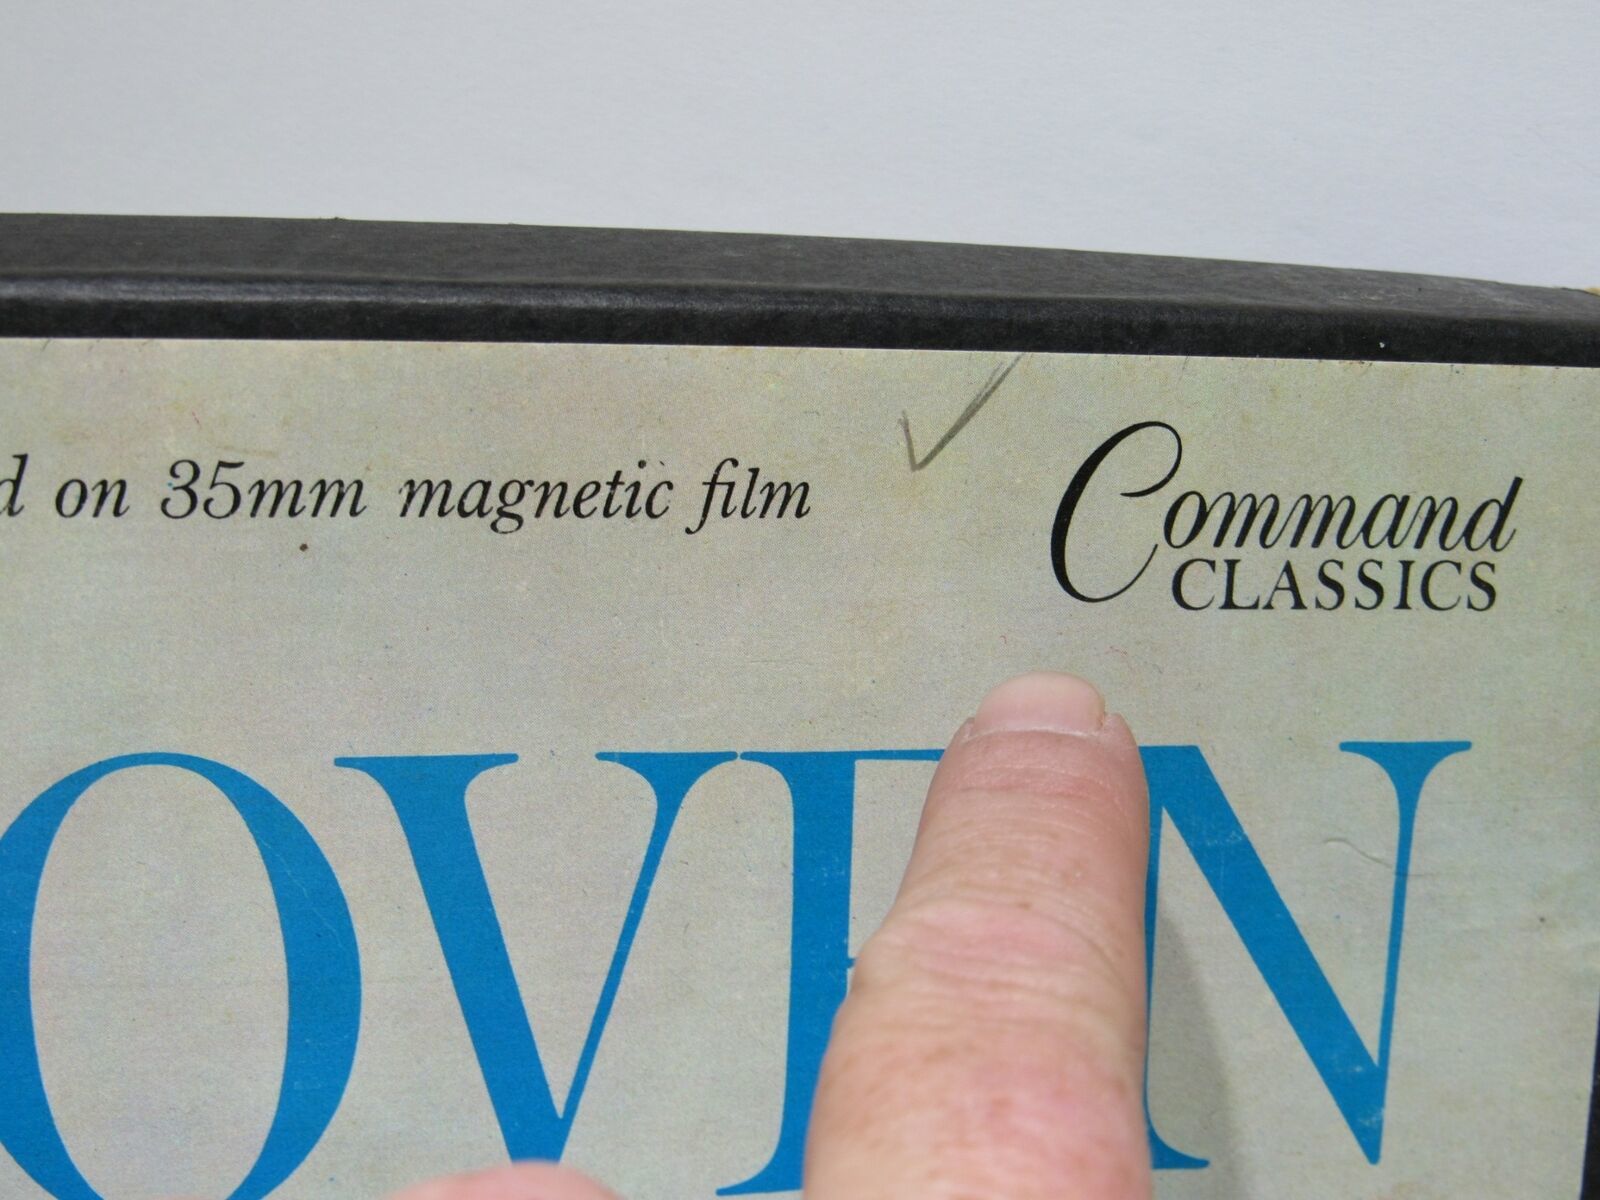 d on 35mm magnetic film
Command
CLASSICS
OVEN